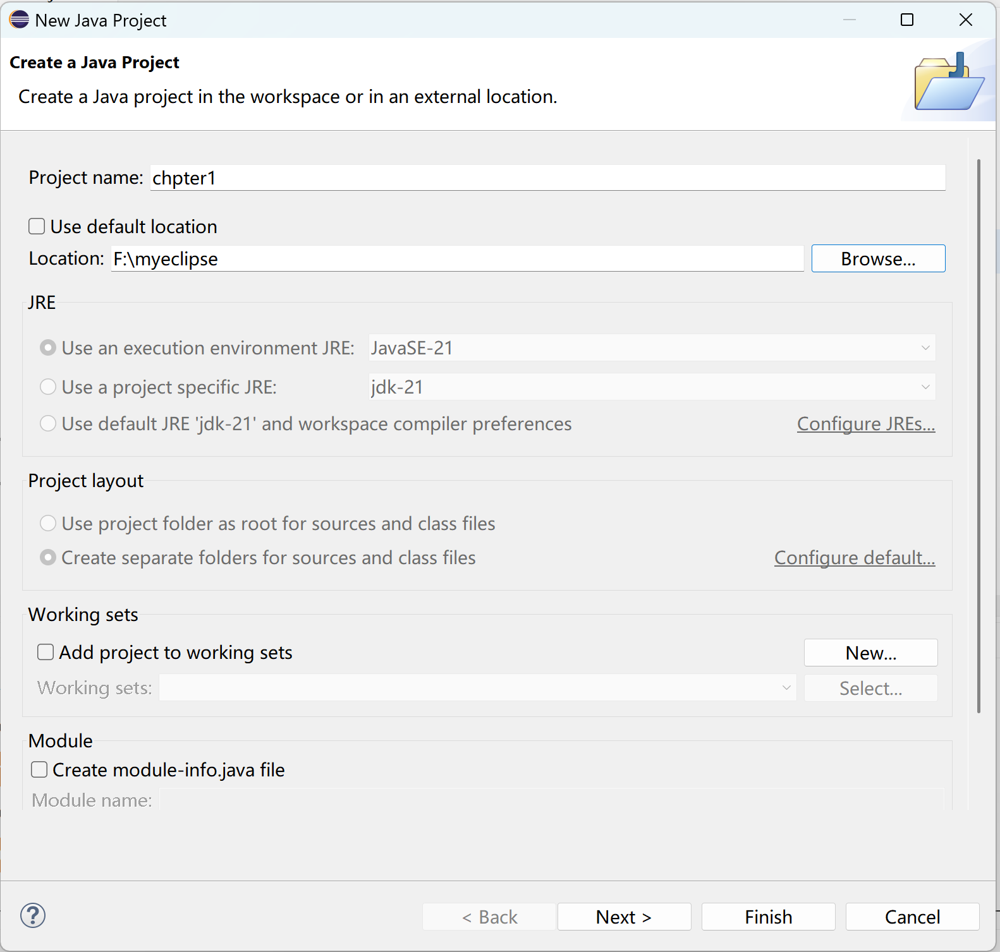 New Java Project
Create a Java Project
Create a Java project in the workspace or in an external location.
Project name: chpter1
Use default location
Location: F:\myeclipse Browse...
JRE
Use an execution environment JRE: JavaSE-21
Use a project specific JRE: jdk-21
Use default JRE 'jdk-21' and workspace compiler preferences Configure JREs...
Project layout
Use project folder as root for sources and class files
Create separate folders for sources and class files Configure default...
Working sets
Add project to working sets New...
Working sets: Select...
Module
Create module-info.java file
Module name:
? < Back Next > Finish Cancel